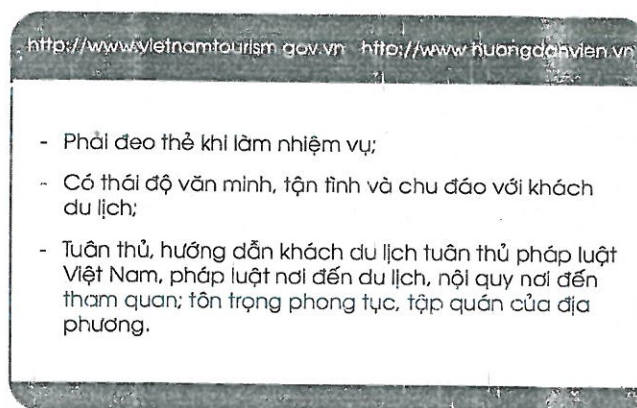 http://www.vietnamtourism.gov.vn http://www.huongdanvien.vn
- Phải đeo thẻ khi làm nhiệm vụ;
- Có thái độ văn minh, tận tình và chu đáo với khách
du lịch;
- Tuân thủ, hướng dẫn khách du lịch tuân thủ pháp luật
Việt Nam, pháp luật nơi đến du lịch, nội quy nơi đến
tham quan; tôn trọng phong tục, tập quán của địa
phương.